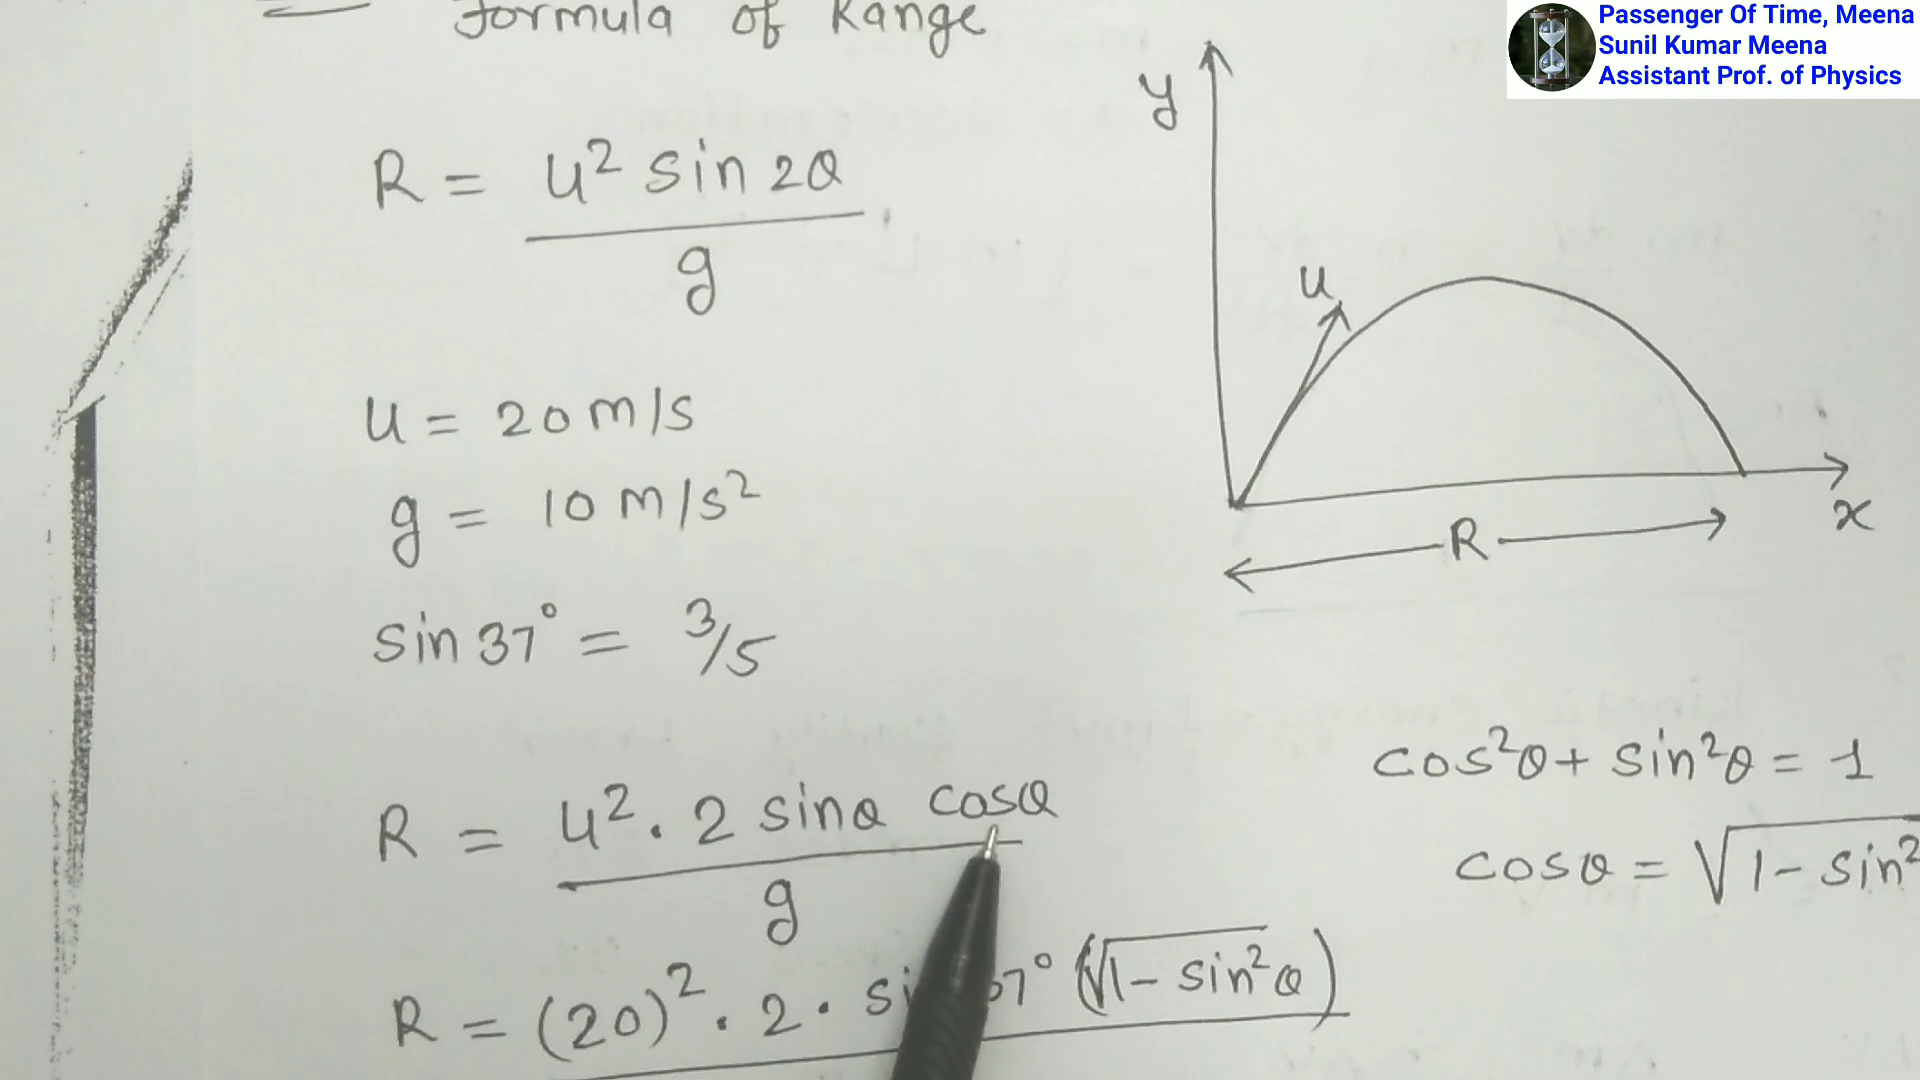 Formula of Range
Passenger Of Time, Meena
Sunil Kumar Meena
Assistant Prof. of Physics
R = u² sin 2θ
g
y
u
R
x
u = 20 m/s
g = 10 m/s²
sin 37° = 3/5
R = u² · 2 sinθ cosθ
g
cos²θ + sin²θ = 1
cosθ = √1 - sin²
R = (20)² · 2 · 37° (√1 - sin²θ)